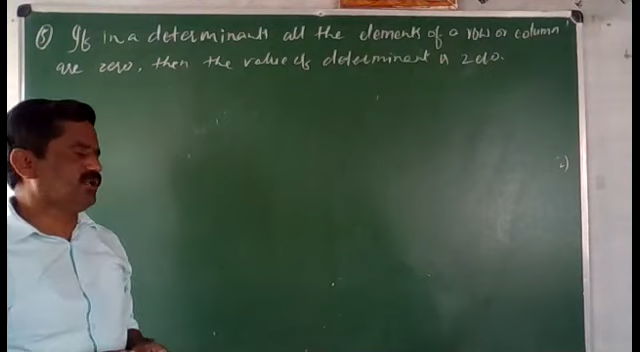 ⑤ If in a determinants all the elements of a row or column
are zero, then the value of determinant is zero.